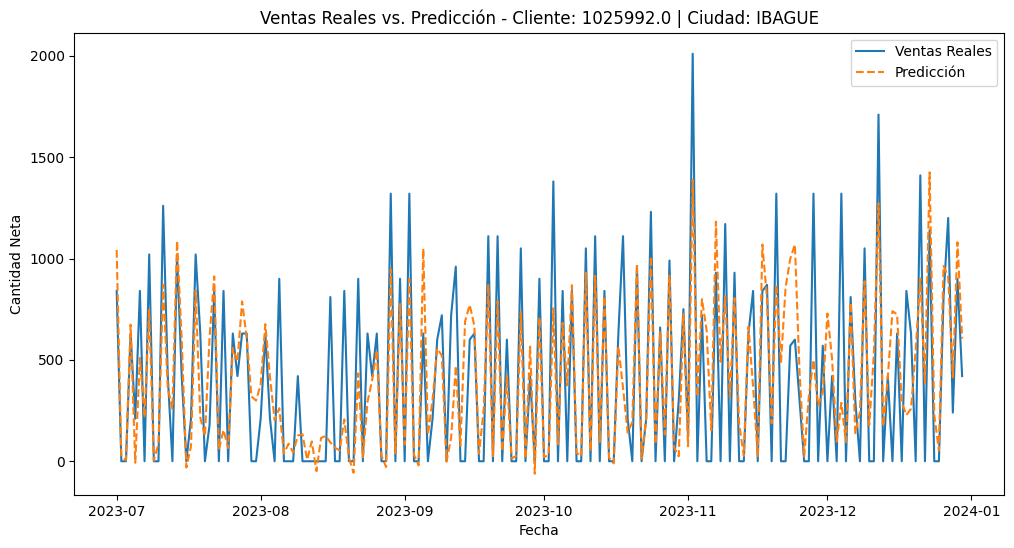 Ventas Reales vs. Predicción - Cliente: 1025992.0 | Ciudad: IBAGUE
Ventas Reales
Predicción
Cantidad Neta
2000
1500
1000
500
0
2023-07
2023-08
2023-09
2023-10
2023-11
2023-12
2024-01
Fecha